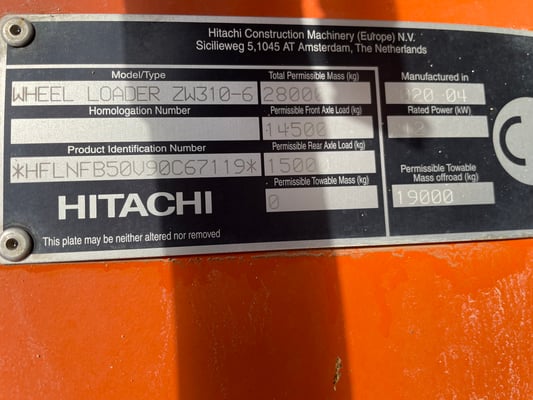 Hitachi Construction Machinery (Europe) N.V.
Sicilieweg 5,1045 AT Amsterdam, The Netherlands
Model/Type
WHEEL LOADER ZW310-6
Homologation Number
Product Identification Number
*HFLNFB50V90C67119*
HITACHI
This plate may be neither altered nor removed
Total Permissible Mass (kg)
28000
Permissible Front Axle Load (kg)
14500
Permissible Rear Axle Load (kg)
Permissible Towable Mass (kg)
0
Manufactured in
Rated Power (kW)
Permissible Towable
Mass offroad (kg)
19000